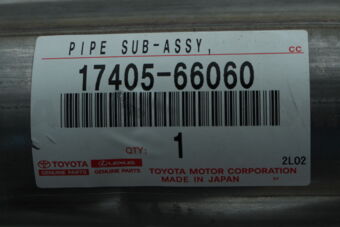 PIPE SUB-ASSY,
CC
17405-66060
QTY: 1
TOYOTA LEXUS
GENUINE PARTS GENUINE PARTS
TOYOTA MOTOR CORPORATION
MADE IN JAPAN
2L02